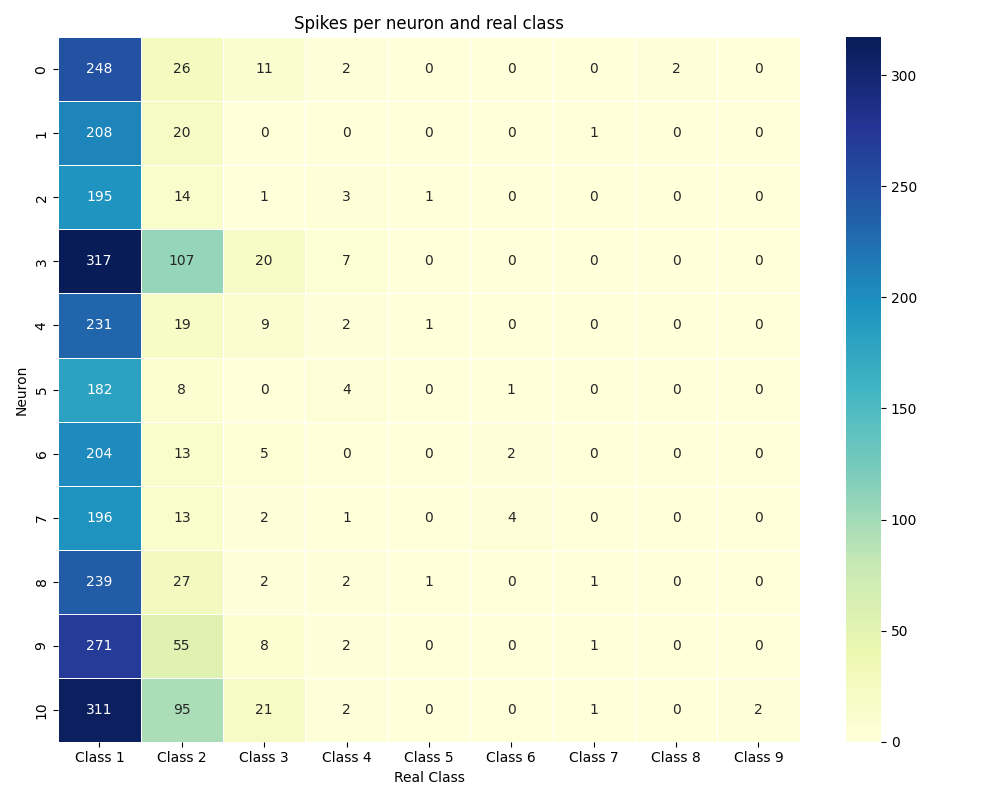 Spikes per neuron and real class
0 248 26 11 2 0 0 0 2 0
1 208 20 0 0 0 0 1 0 0
2 195 14 1 3 1 0 0 0 0
3 317 107 20 7 0 0 0 0 0
4 231 19 9 2 1 0 0 0 0
5 182 8 0 4 0 1 0 0 0
6 204 13 5 0 0 2 0 0 0
7 196 13 2 1 0 4 0 0 0
8 239 27 2 2 1 0 1 0 0
9 271 55 8 2 0 0 1 0 0
10 311 95 21 2 0 0 1 0 2
Neuron
Class 1 Class 2 Class 3 Class 4 Class 5 Class 6 Class 7 Class 8 Class 9
Real Class
300
250
200
150
100
50
0